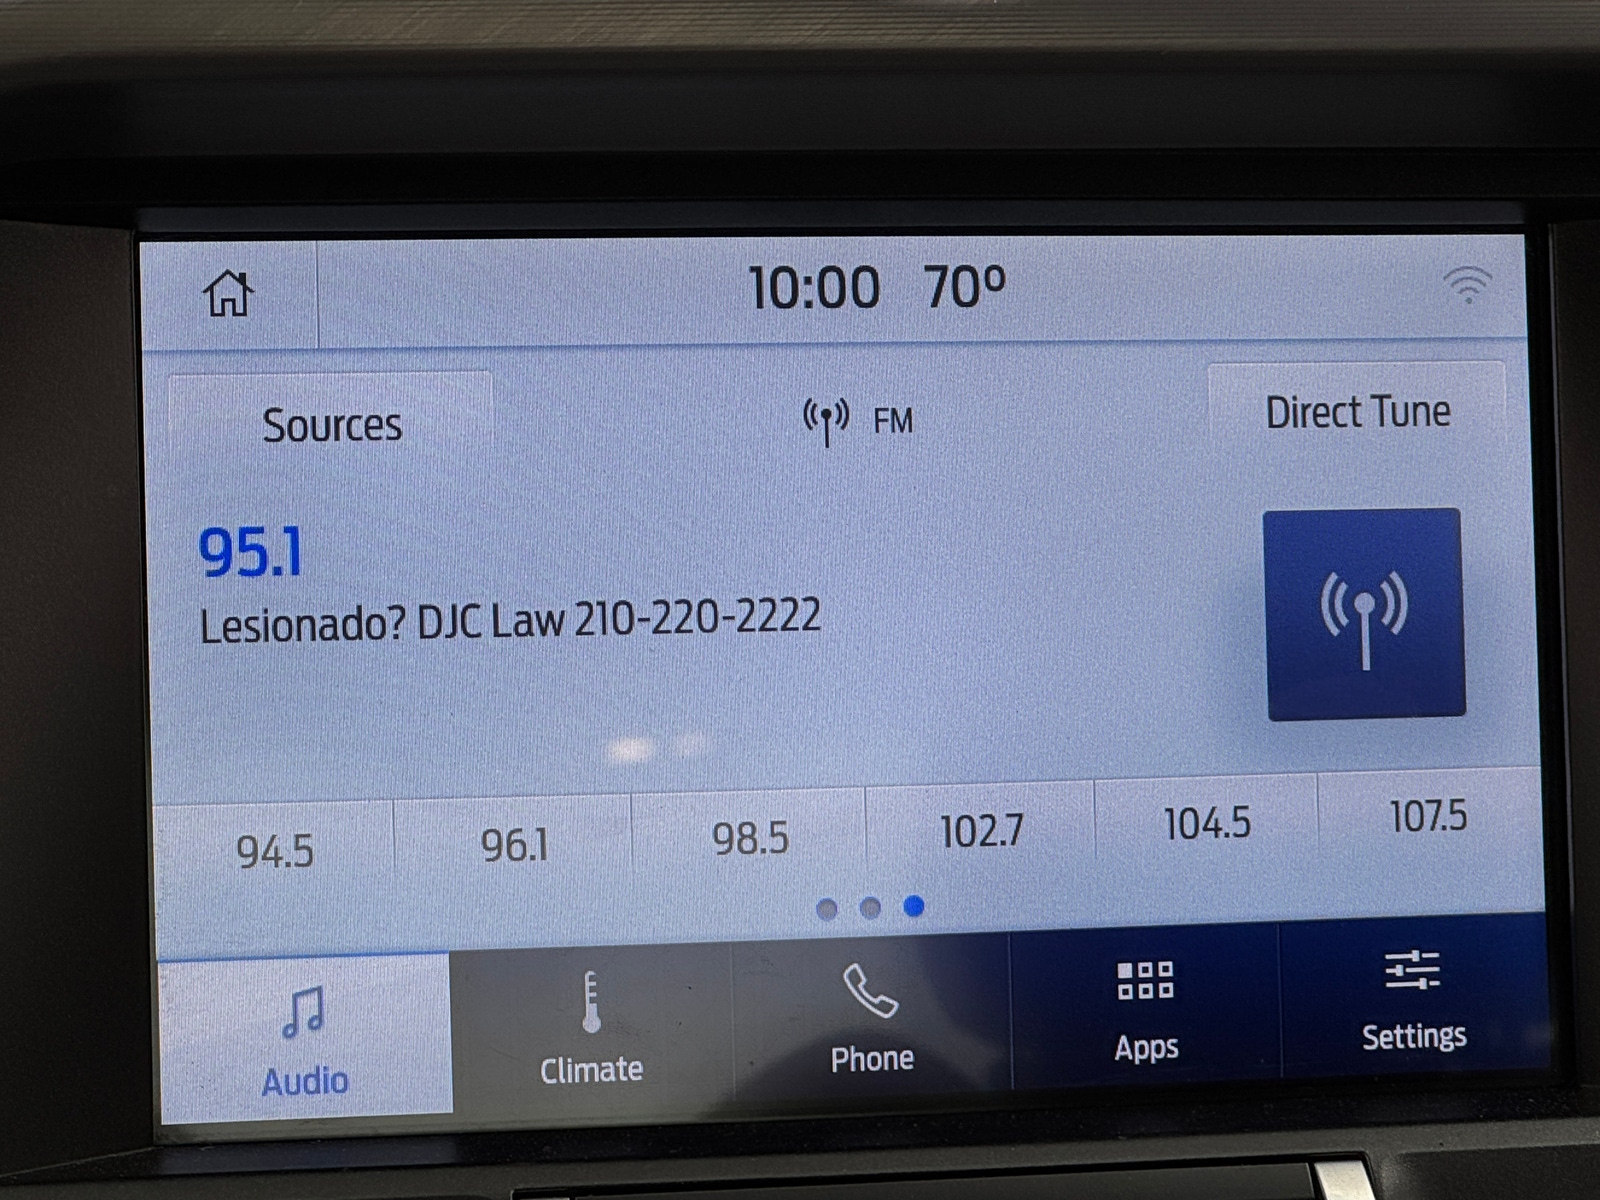 10:00 70º
Sources
FM
Direct Tune
95.1
Lesionado? DJC Law 210-220-2222
94.5
96.1
98.5
102.7
104.5
107.5
Audio
Climate
Phone
Apps
Settings